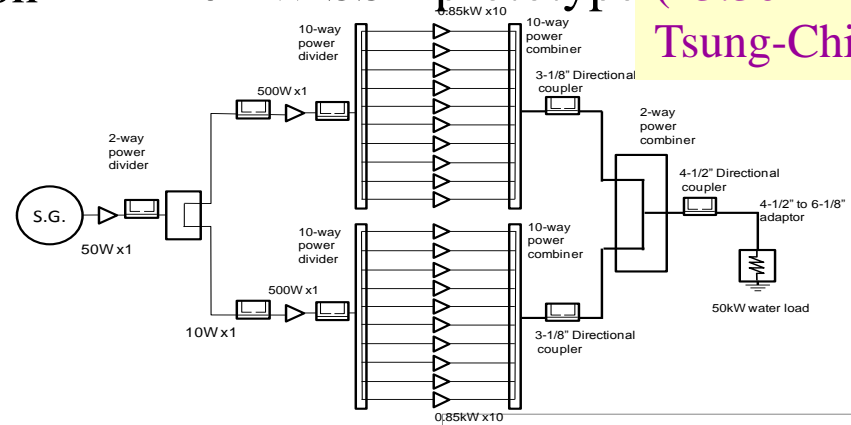 Tsung-Chi
0.85kW x10
10-way
power
divider
10-way
power
combiner
3-1/8" Directional
coupler
500W x1
2-way
power
divider
2-way
power
combiner
4-1/2" Directional
coupler
4-1/2" to 6-1/8"
adaptor
S.G.
50W x1
10-way
power
divider
10-way
power
combiner
500W x1
10W x1
3-1/8" Directional
coupler
50kW water load
0.85kW x10